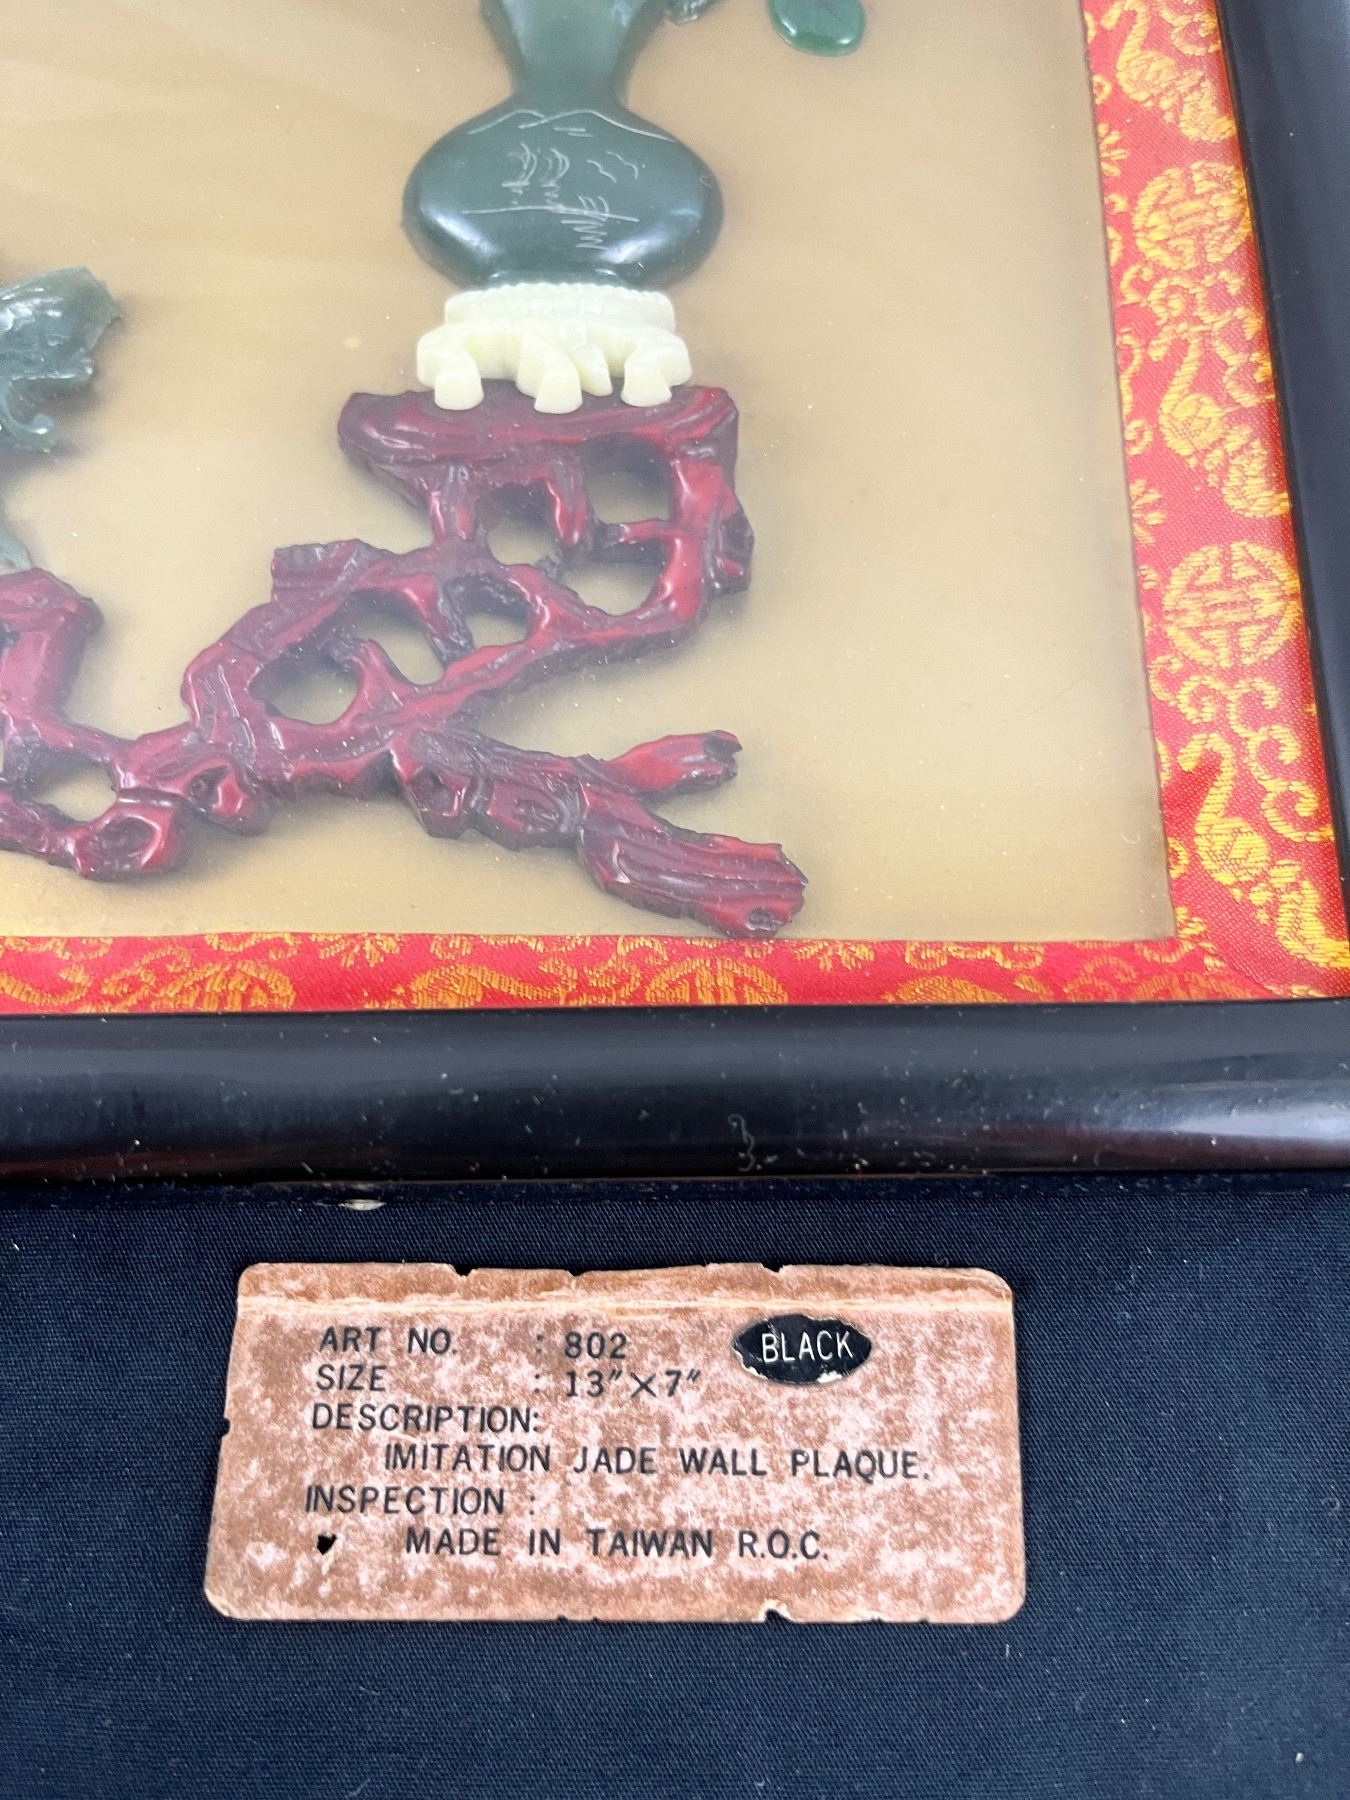 ART NO. : 802 BLACK
SIZE : 13"×7"
DESCRIPTION:
IMITATION JADE WALL PLAQUE.
INSPECTION :
MADE IN TAIWAN R.O.C.